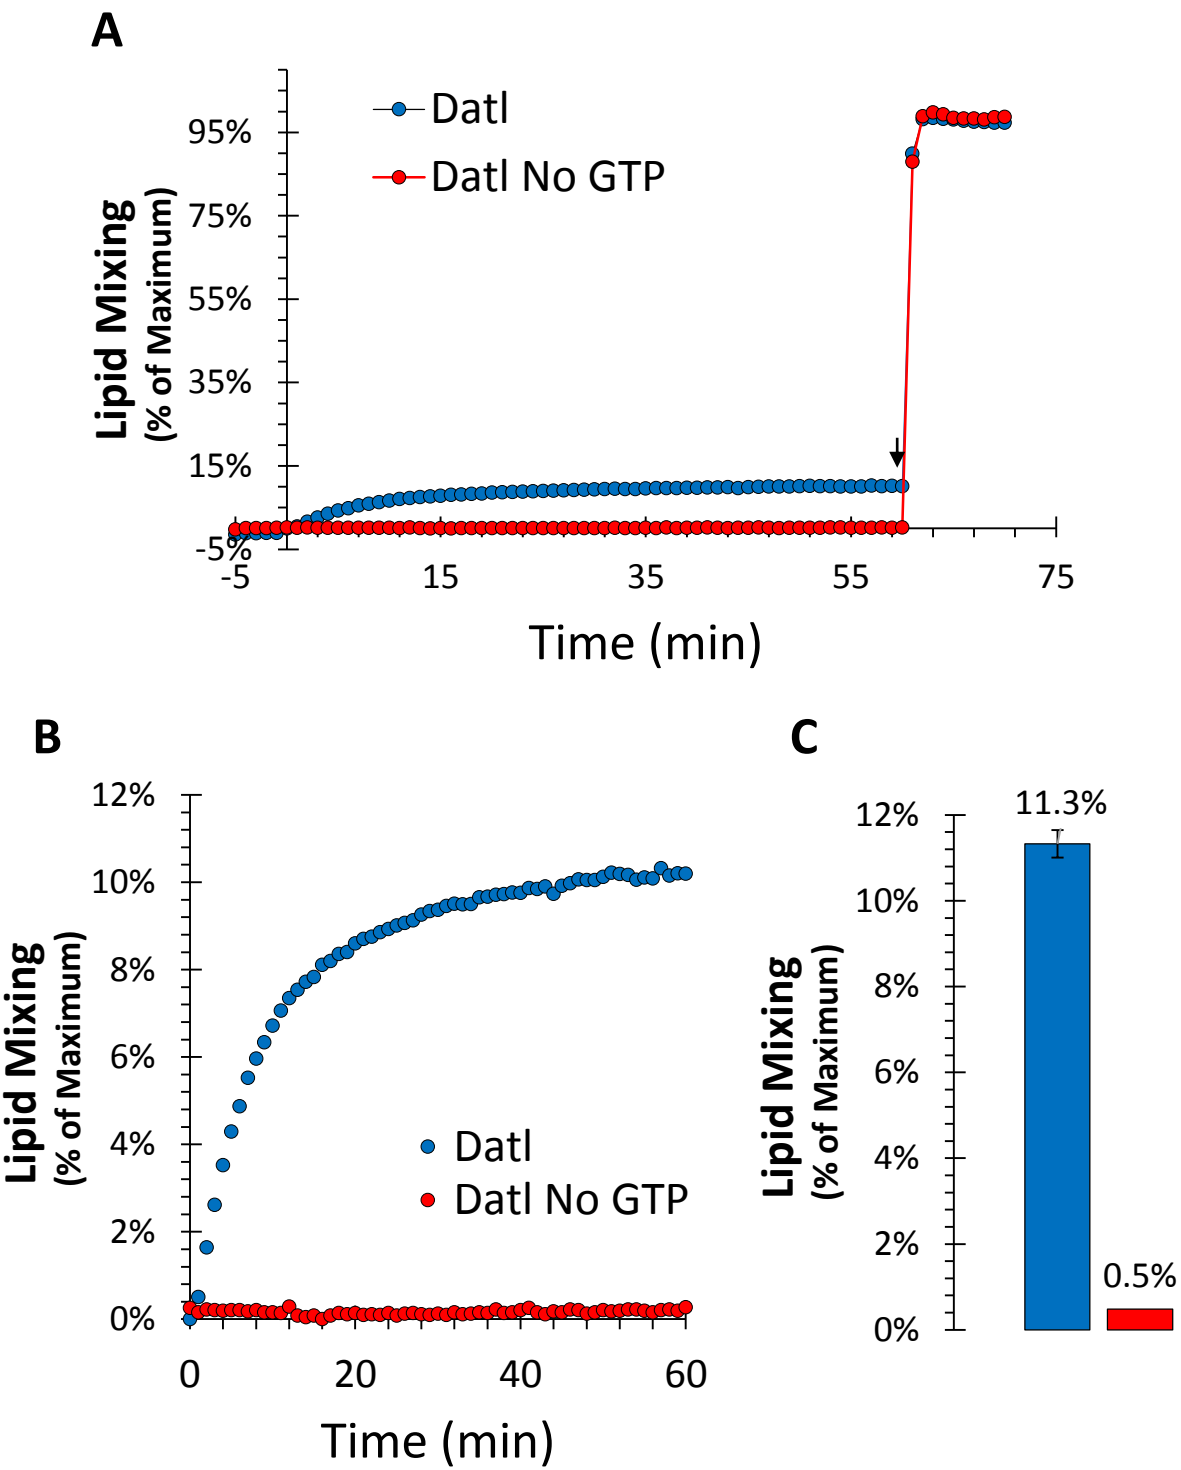 A
Datl
Datl No GTP
95%
75%
55%
35%
15%
-5%
Lipid Mixing
(% of Maximum)
-5
15
35
55
75
Time (min)
B
12%
10%
8%
6%
4%
2%
0%
Lipid Mixing
(% of Maximum)
Datl
Datl No GTP
0
20
40
60
Time (min)
C
11.3%
12%
10%
8%
6%
4%
2%
0%
Lipid Mixing
(% of Maximum)
0.5%